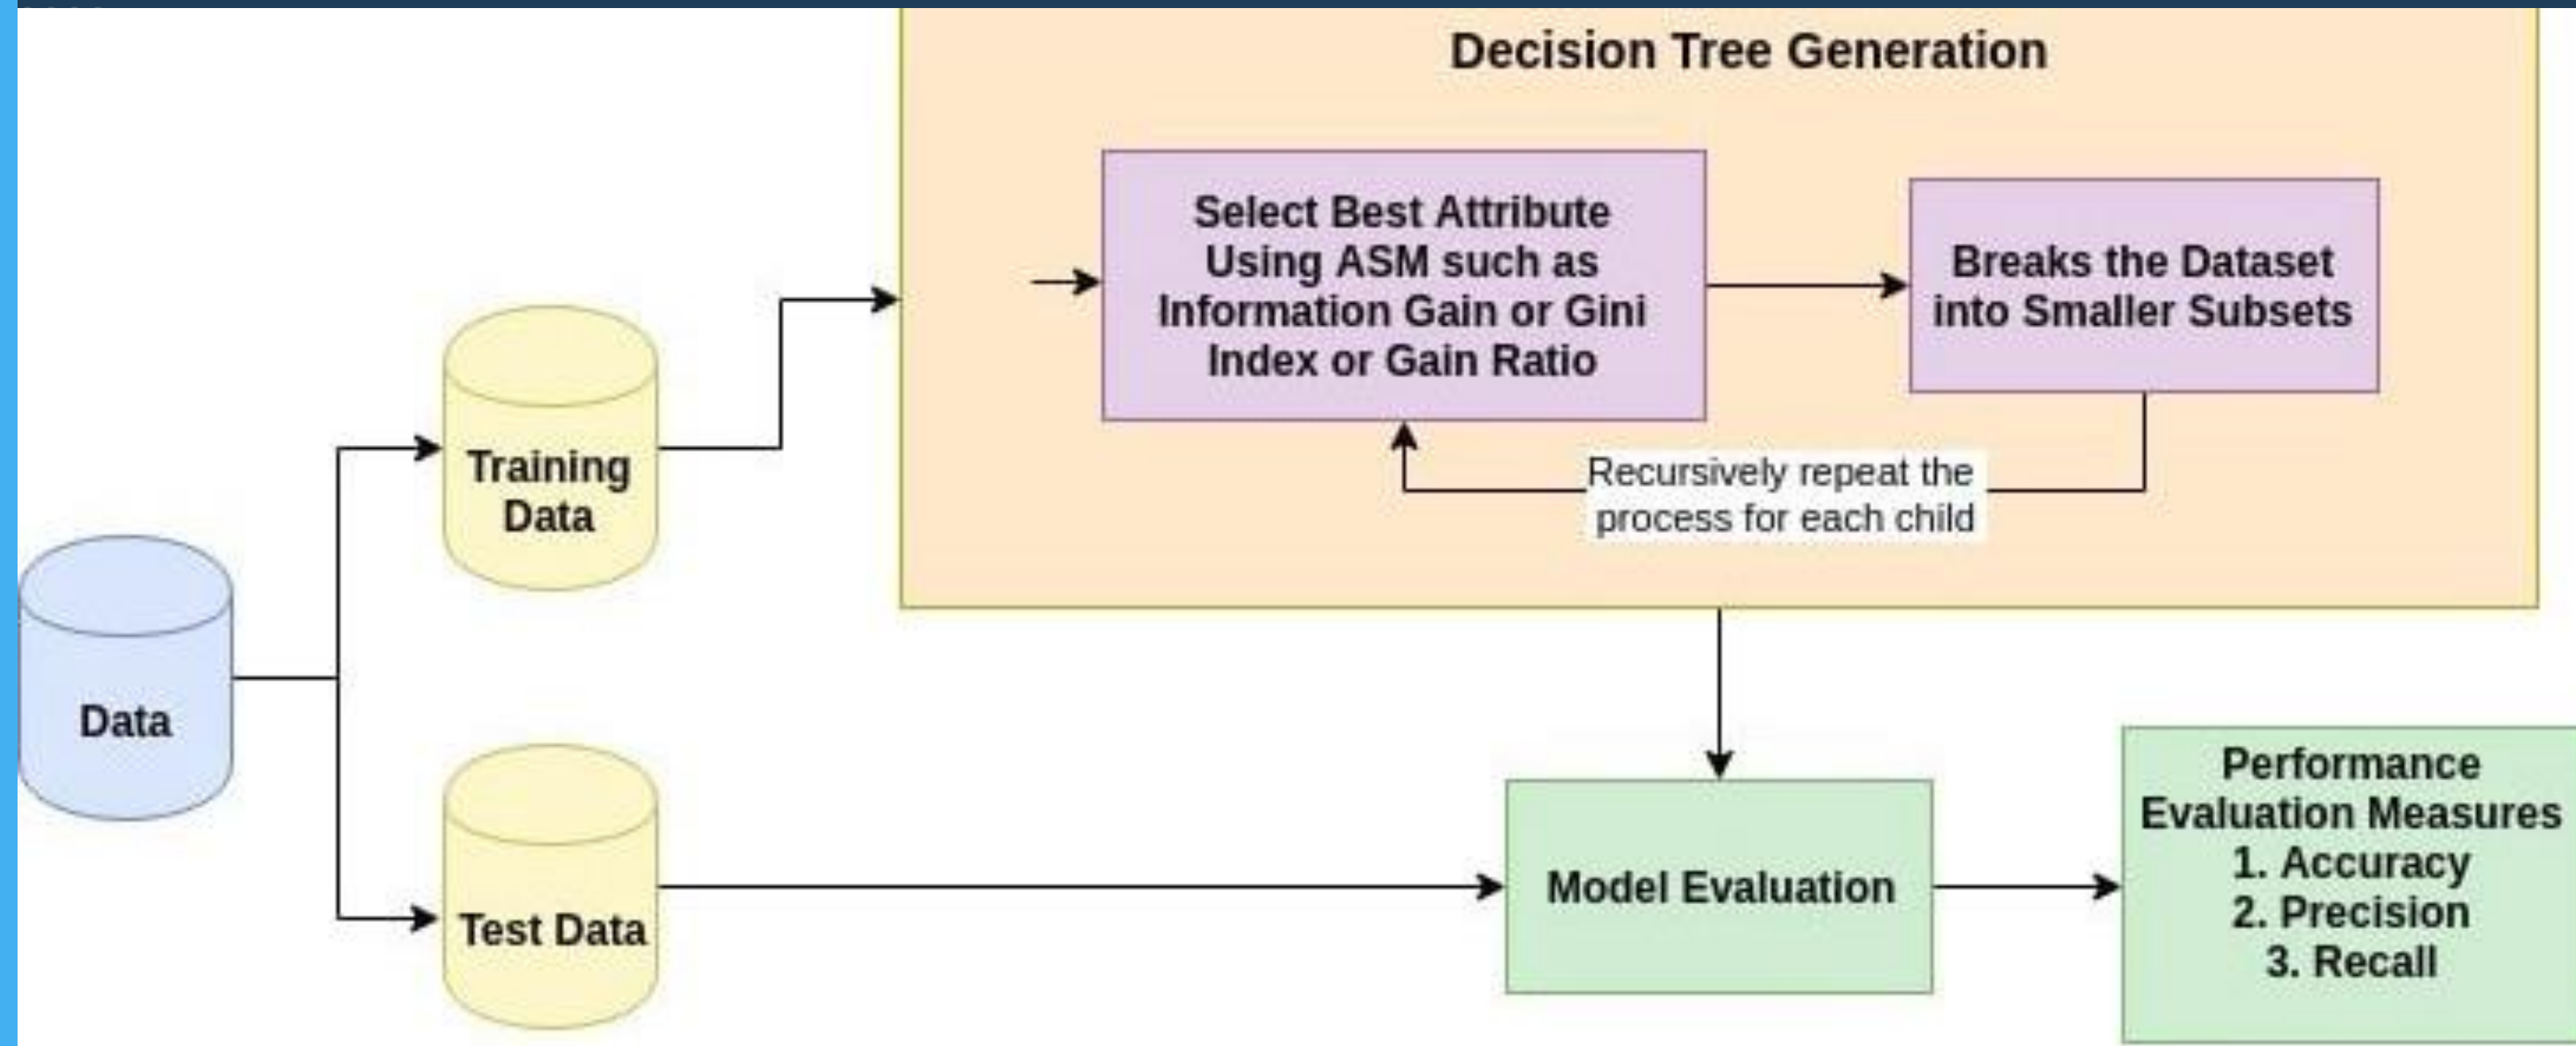 Decision Tree Generation
Select Best Attribute
Using ASM such as
Information Gain or Gini
Index or Gain Ratio
Breaks the Dataset
into Smaller Subsets
Recursively repeat the
process for each child
Training
Data
Data
Test Data
Model Evaluation
Performance
Evaluation Measures
1. Accuracy
2. Precision
3. Recall